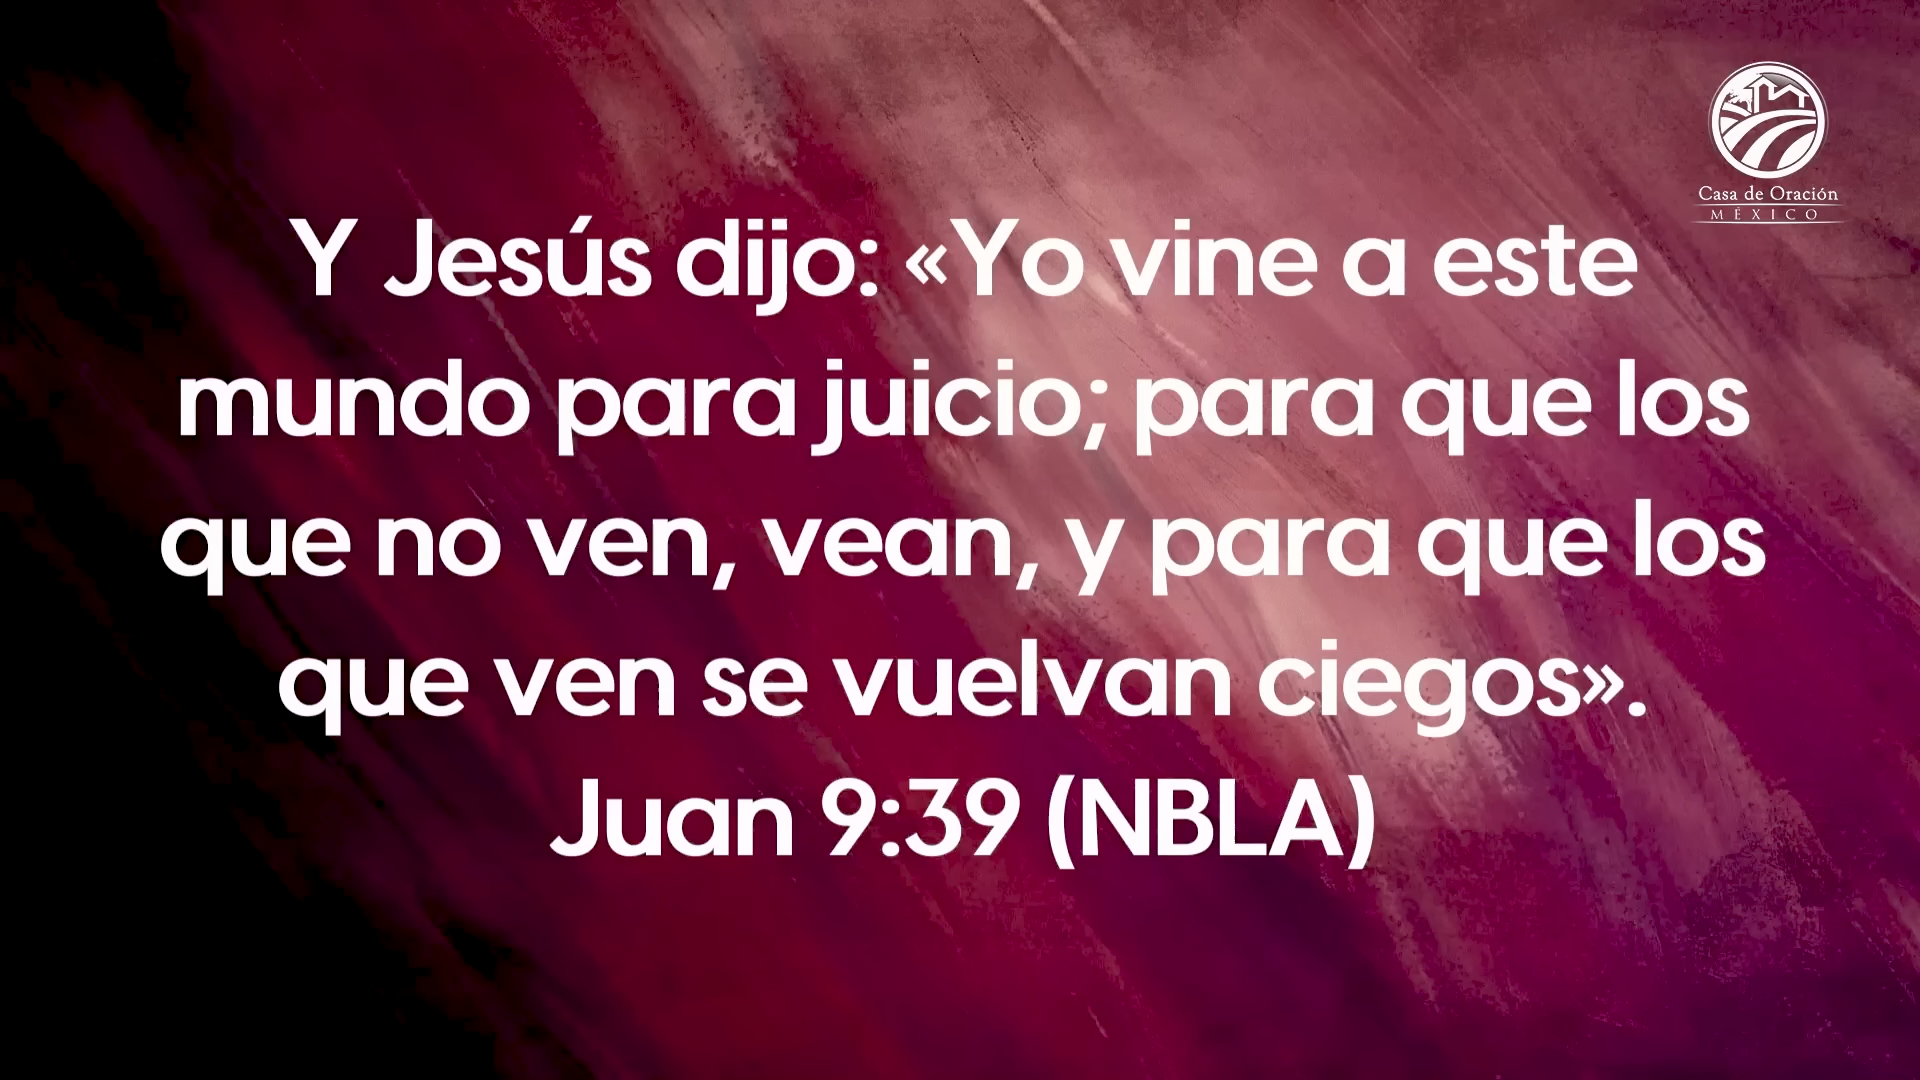 Casa de Oración
MÉXICO
Y Jesús dijo: «Yo vine a este
mundo para juicio; para que los
que no ven, vean, y para que los
que ven se vuelvan ciegos».
Juan 9:39 (NBLA)